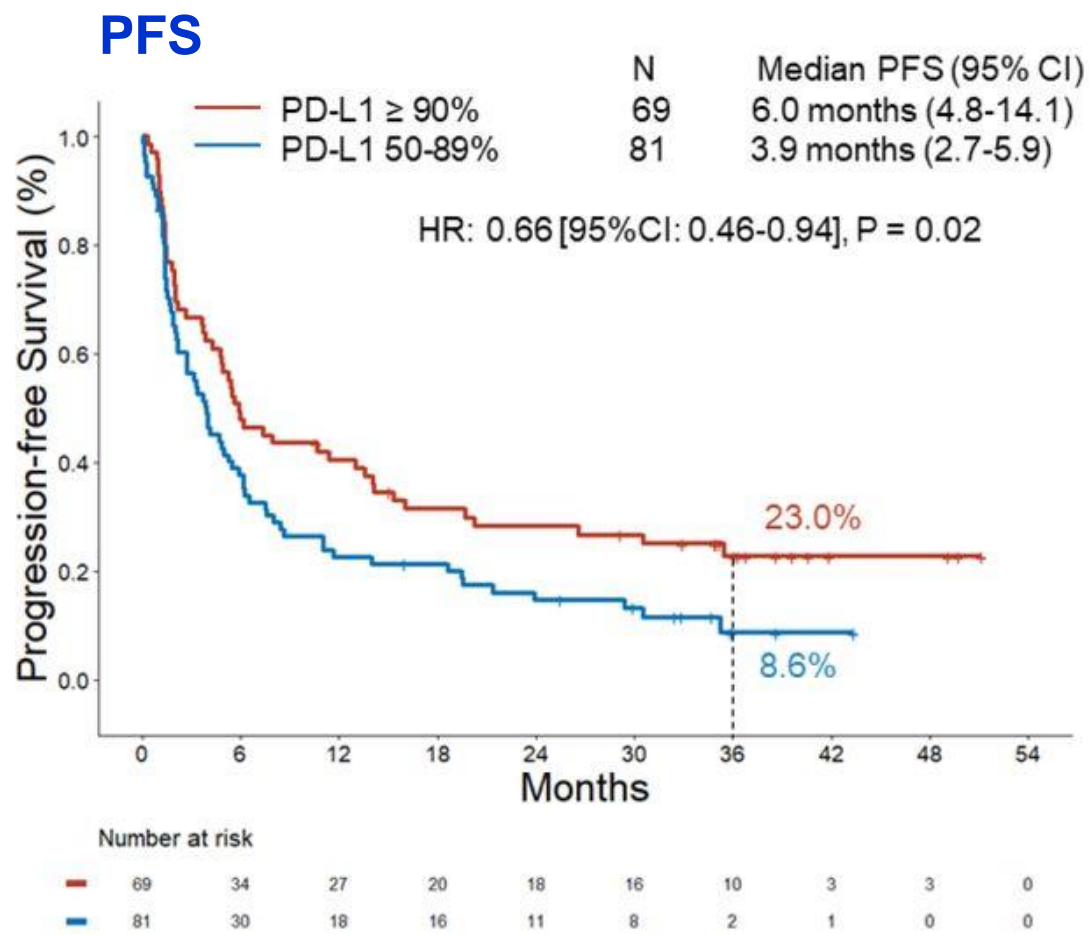 PFS
N Median PFS (95% CI)
PD-L1 ≥ 90% 69 6.0 months (4.8-14.1)
PD-L1 50-89% 81 3.9 months (2.7-5.9)
HR: 0.66 [95%CI: 0.46-0.94], P = 0.02
Progression-free Survival (%)
1.0
0.8
0.6
0.4
0.2
0.0
23.0%
8.6%
0 6 12 18 24 30 36 42 48 54
Months
Number at risk
69 34 27 20 18 16 10 3 3 0
81 30 18 16 11 8 2 1 0 0